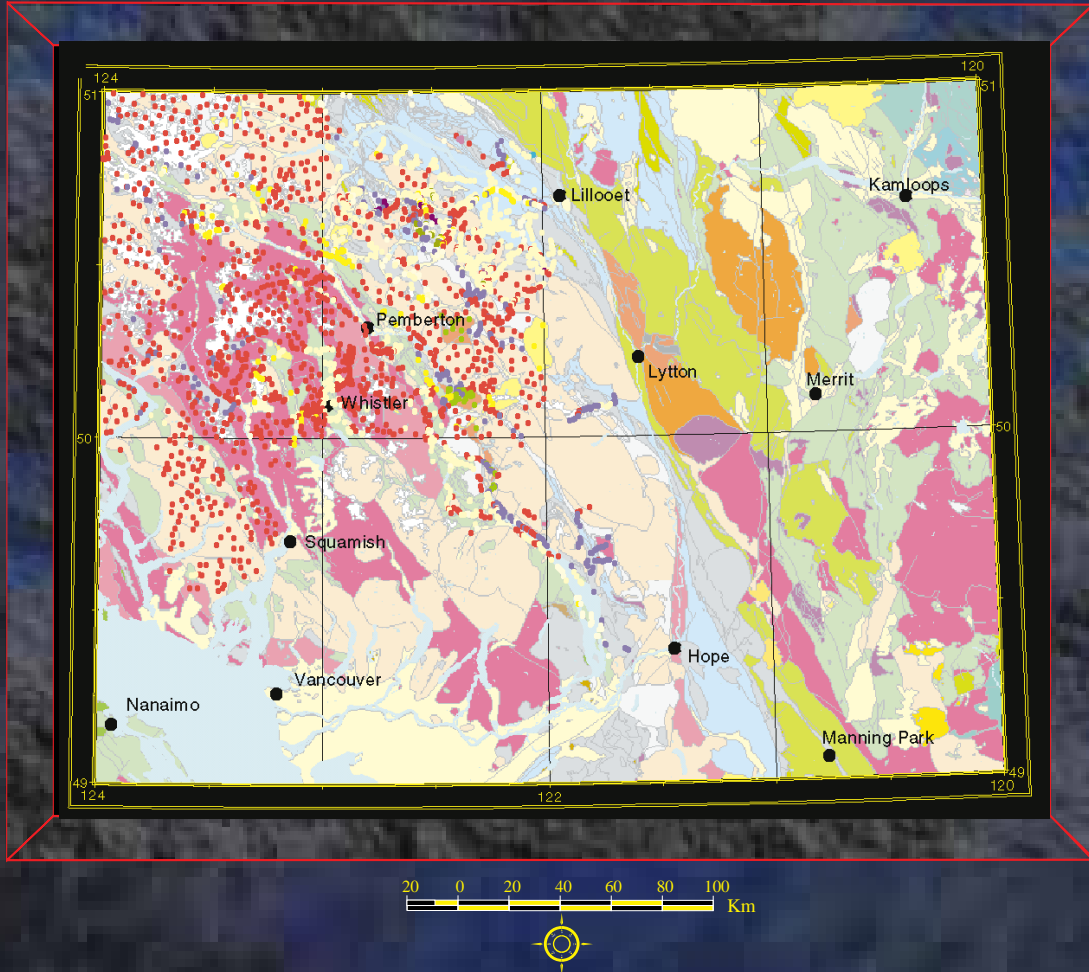 124
120
51
51
Kamloops
Lillooet
Pemberton
Lytton
Merrit
Whistler
50
50
Squamish
Hope
Vancouver
Nanaimo
Manning Park
49
49
124
122
120
20 0 20 40 60 80 100
Km